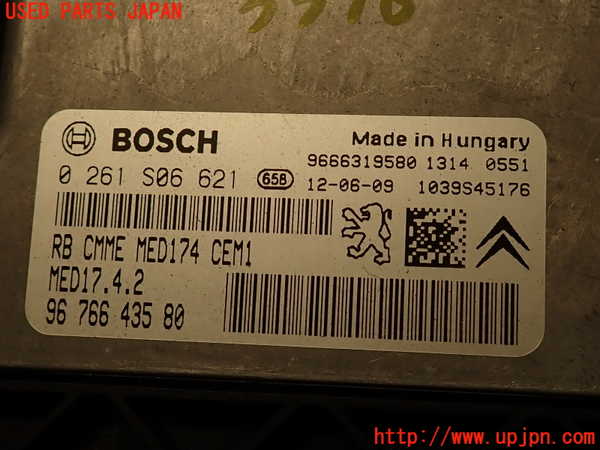 USED PARTS JAPAN
3376
BOSCH
Made in Hungary
9666319580 1314 0551
0 261 S06 621 658 12-06-09 1039S45176
RB CMME MED174 CEM1
MED17.4.2
96 766 435 80
http://www.upjpn.com/